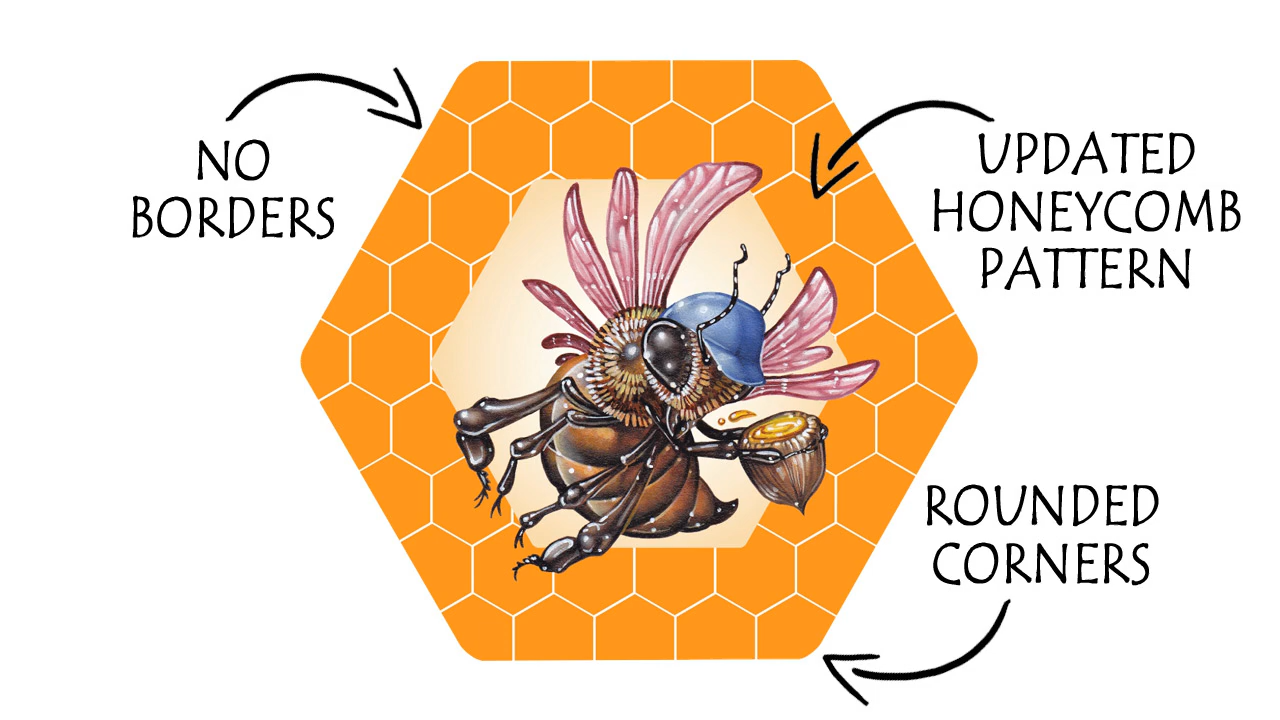 NO
BORDERS
UPDATED
HONEYCOMB
PATTERN
ROUNDED
CORNERS